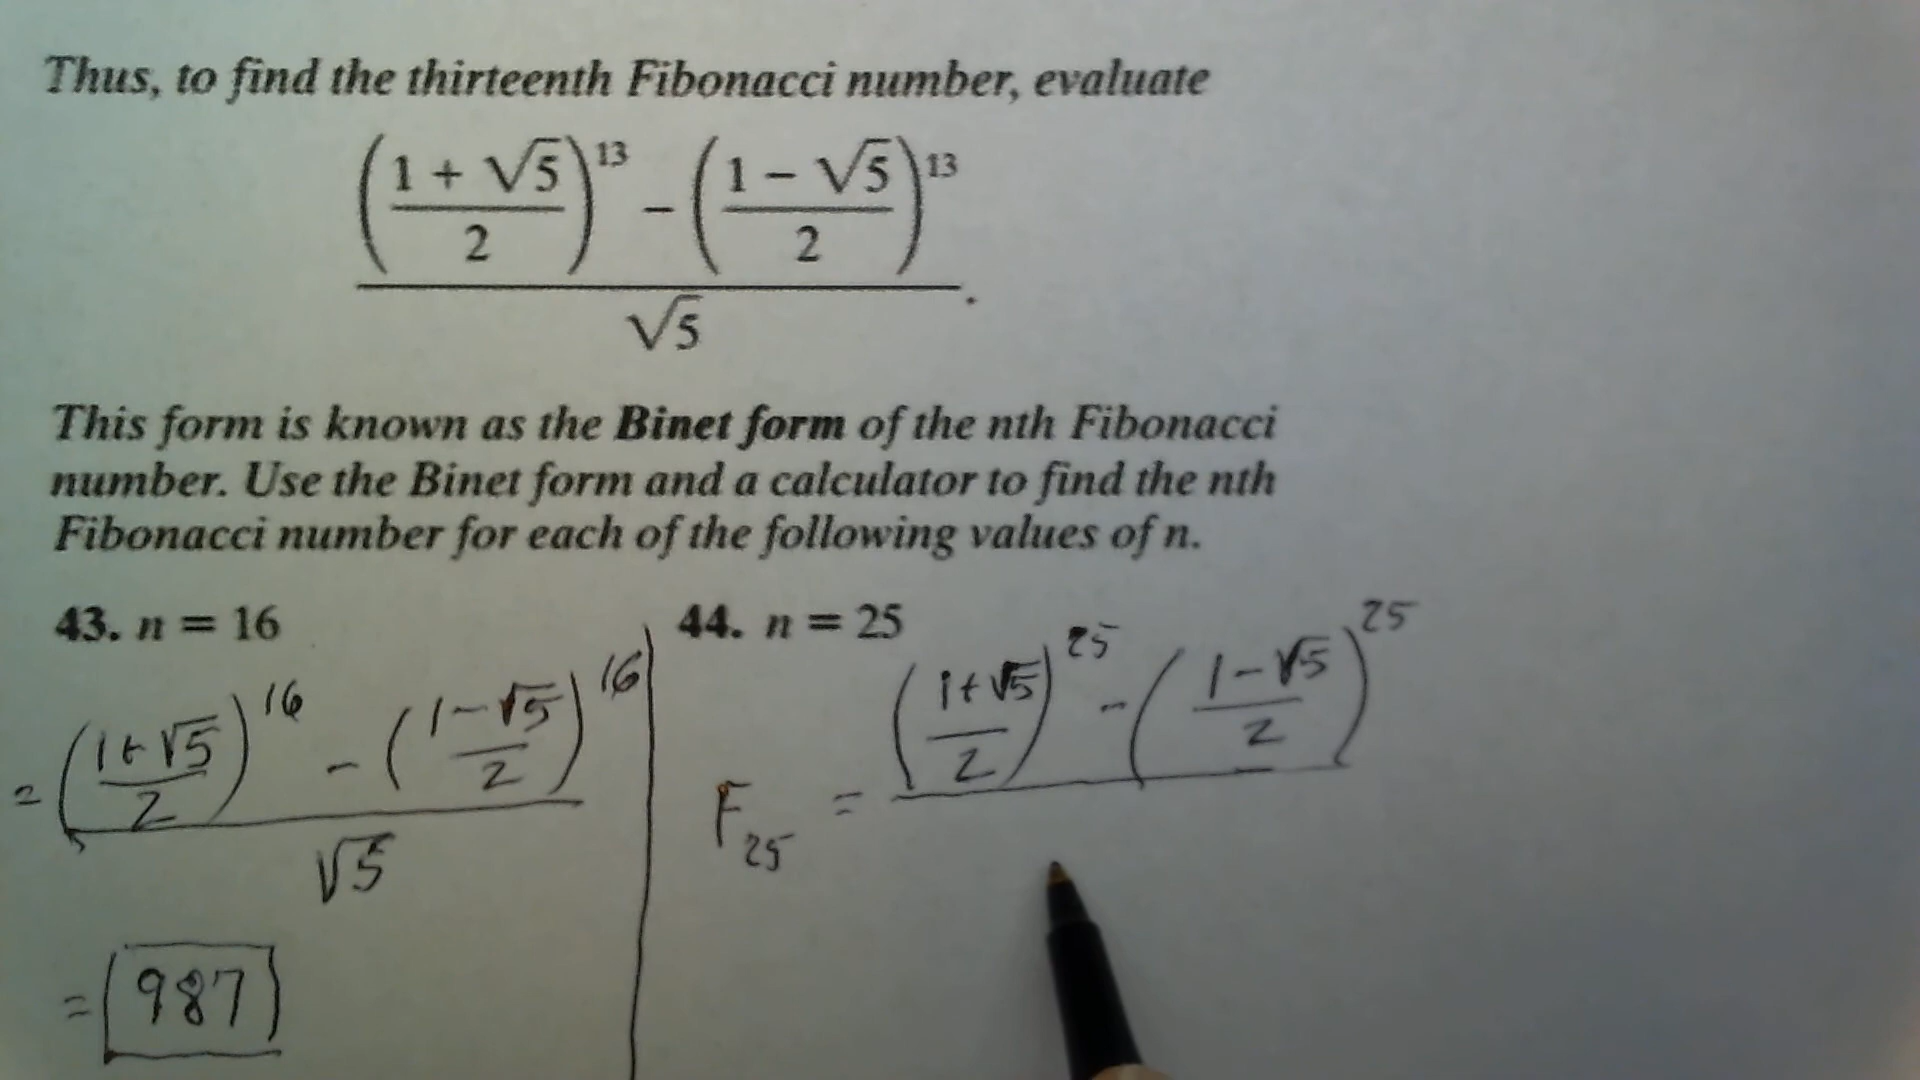 Thus, to find the thirteenth Fibonacci number, evaluate
((1 + √5)/2)^13 − ((1 − √5)/2)^13
√5 .
This form is known as the Binet form of the nth Fibonacci
number. Use the Binet form and a calculator to find the nth
Fibonacci number for each of the following values of n.
43. n = 16
= ((1+√5)/2)^16 - ((1-√5)/2)^16
√5
= 987
44. n = 25
F25 = ((1+√5)/2)^25 - ((1-√5)/2)^25